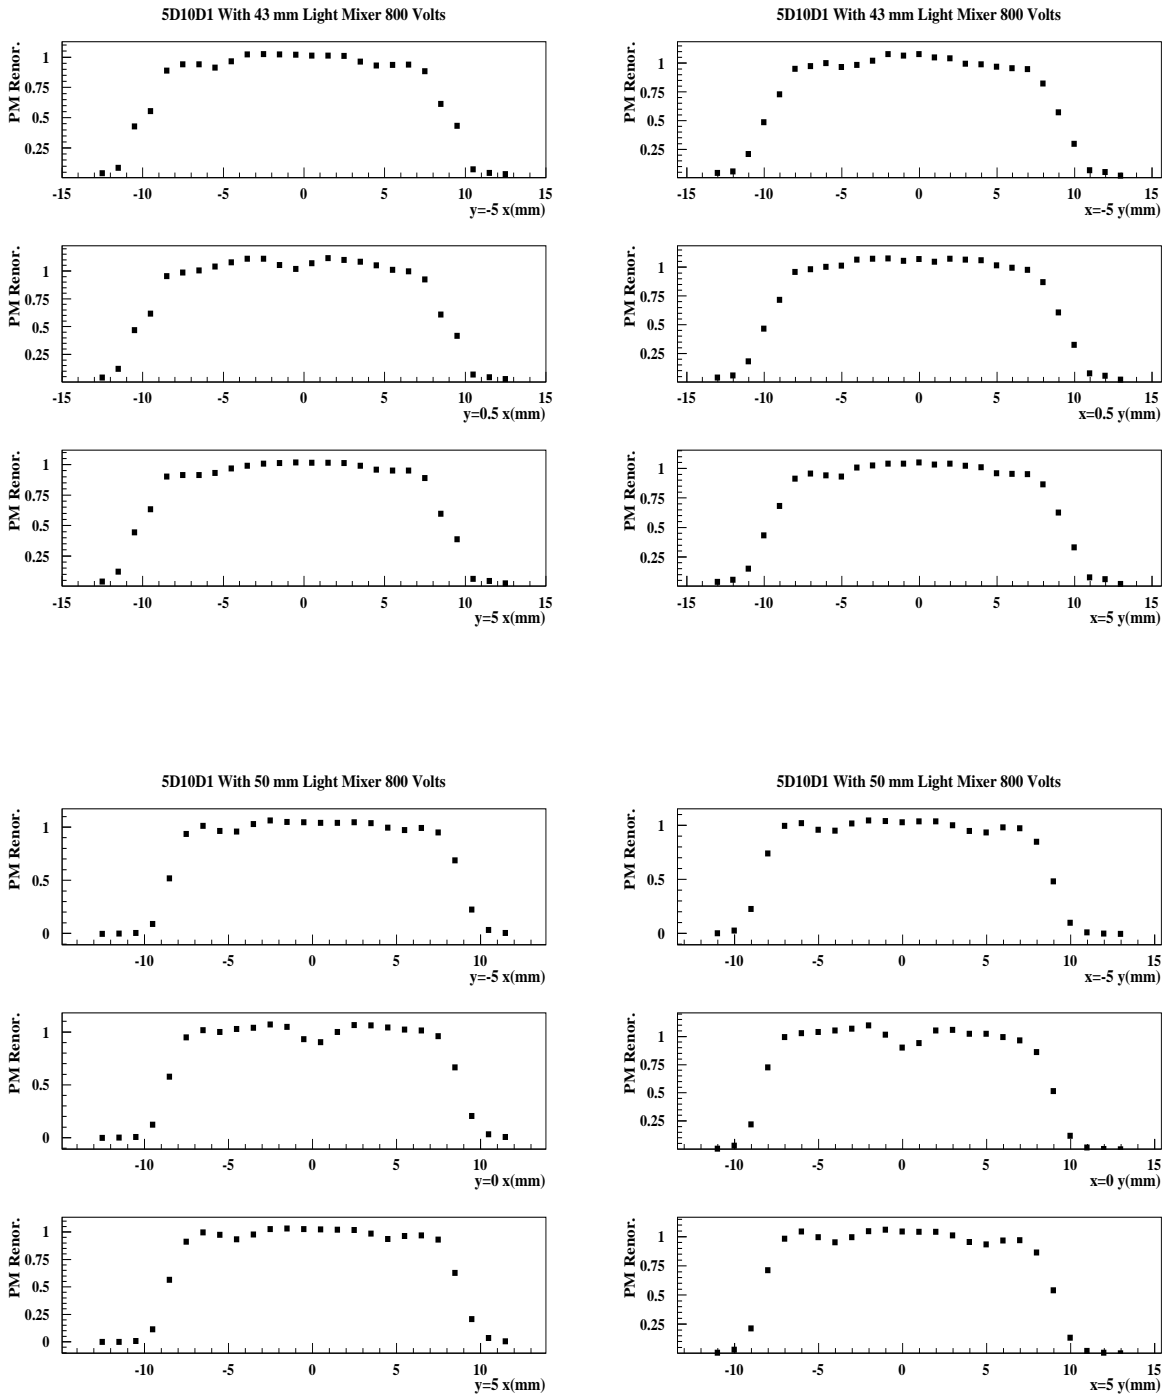 5D10D1 With 43 mm Light Mixer 800 Volts
PM Renor.
1
0.75
0.5
0.25
-15 -10 -5 0 5 10 15
y=-5 x(mm)
PM Renor.
1
0.75
0.5
0.25
-15 -10 -5 0 5 10 15
y=0.5 x(mm)
PM Renor.
1
0.75
0.5
0.25
-15 -10 -5 0 5 10 15
y=5 x(mm)
5D10D1 With 43 mm Light Mixer 800 Volts
PM Renor.
1
0.75
0.5
0.25
-15 -10 -5 0 5 10 15
x=-5 y(mm)
PM Renor.
1
0.75
0.5
0.25
-15 -10 -5 0 5 10 15
x=0.5 y(mm)
PM Renor.
1
0.75
0.5
0.25
-15 -10 -5 0 5 10 15
x=5 y(mm)
5D10D1 With 50 mm Light Mixer 800 Volts
PM Renor.
1
0.5
0
-10 -5 0 5 10
y=-5 x(mm)
PM Renor.
1
0.5
0
-10 -5 0 5 10
y=0 x(mm)
PM Renor.
1
0.75
0.5
0.25
0
-10 -5 0 5 10
y=5 x(mm)
5D10D1 With 50 mm Light Mixer 800 Volts
PM Renor.
1
0.5
0
-10 -5 0 5 10 15
x=-5 y(mm)
PM Renor.
1
0.75
0.5
0.25
-10 -5 0 5 10 15
x=0 y(mm)
PM Renor.
1
0.75
0.5
0.25
-10 -5 0 5 10 15
x=5 y(mm)